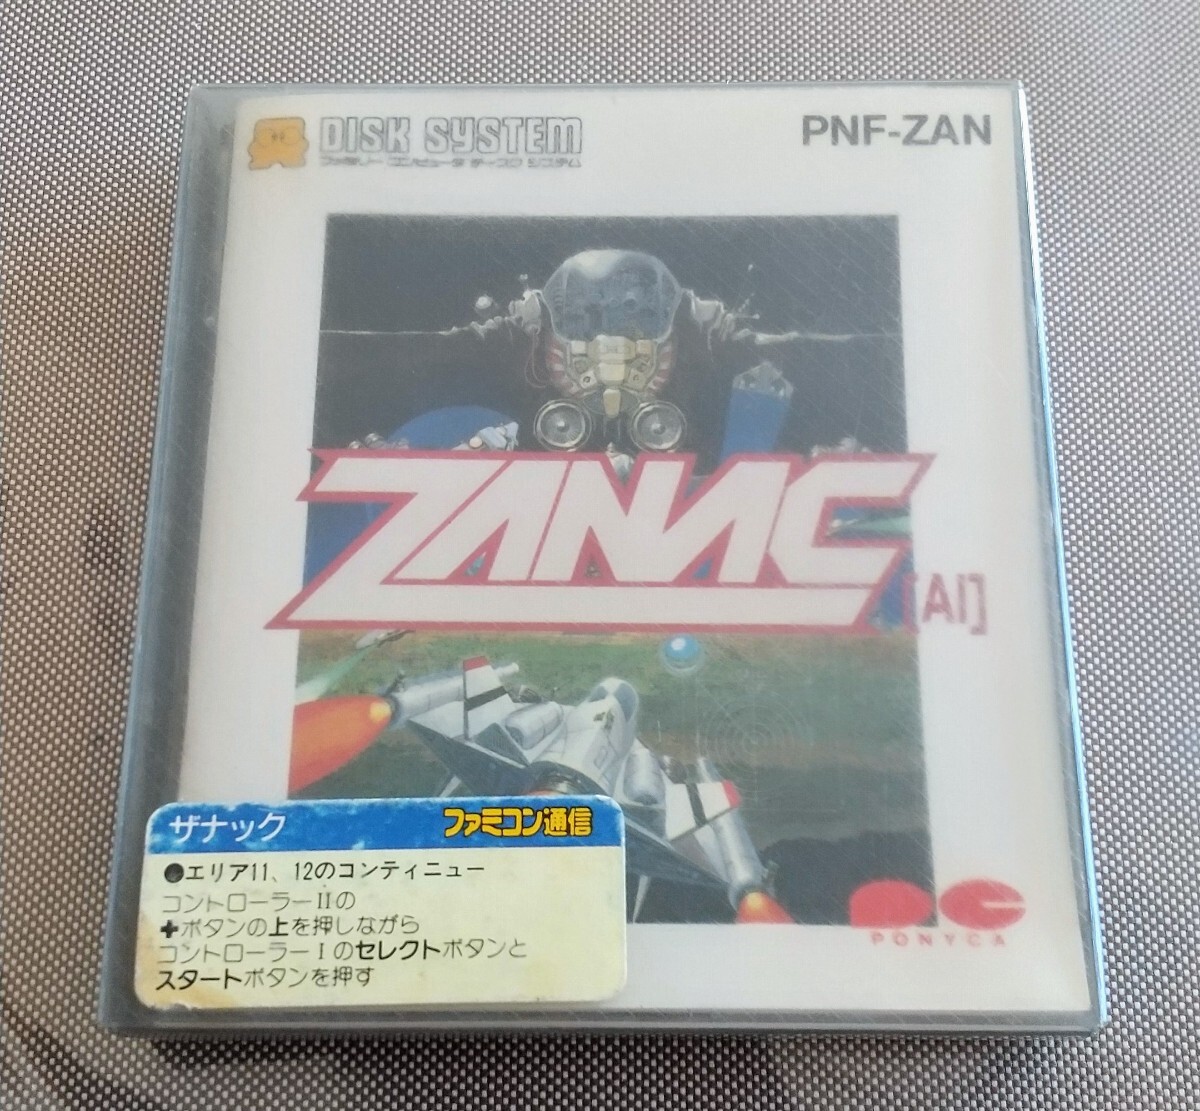 DISK SYSTEM
ファミリー コンピュータ ディスク システム
PNF-ZAN
ZANAC
[AI]
ザナック
ファミコン通信
●エリア11、12のコンティニュー
コントローラーIIの
✚ボタンの上を押しながら
コントローラーIのセレクトボタンと
スタートボタンを押す
PONYCA